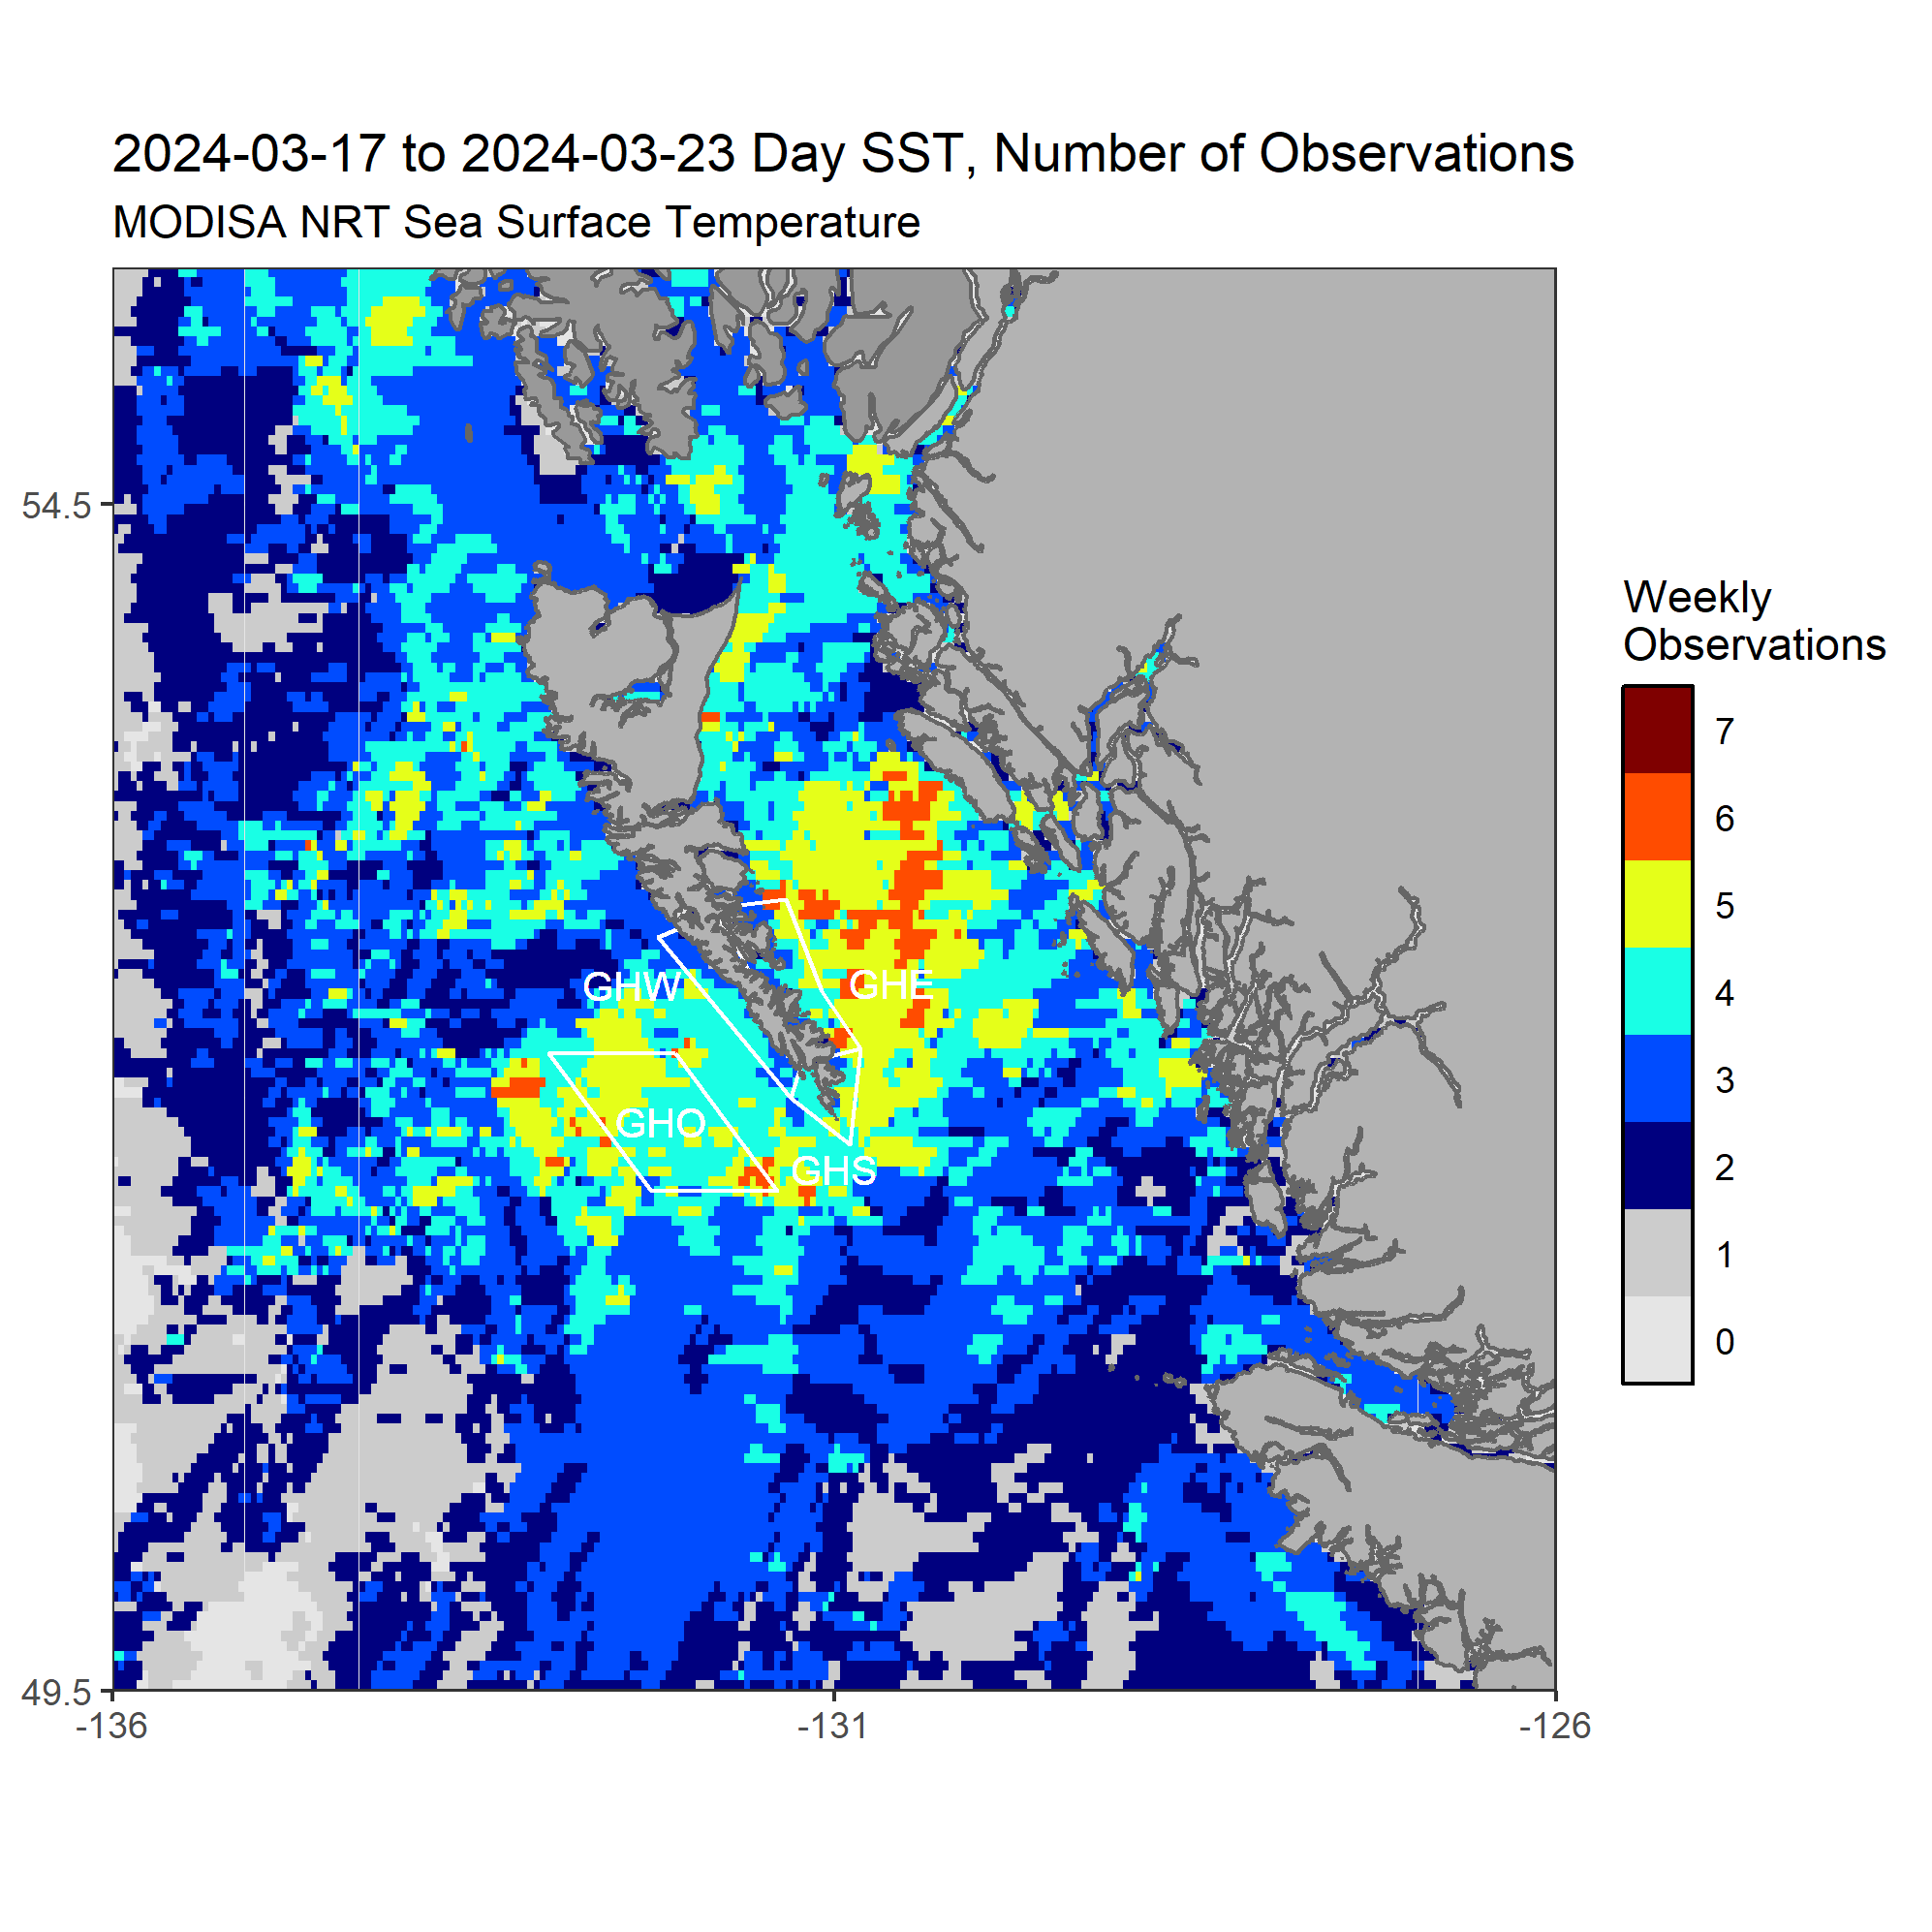 2024-03-17 to 2024-03-23 Day SST, Number of Observations
MODISA NRT Sea Surface Temperature
54.5
49.5
-136
-131
-126
GHW
GHE
GHO
GHS
Weekly
Observations
7
6
5
4
3
2
1
0